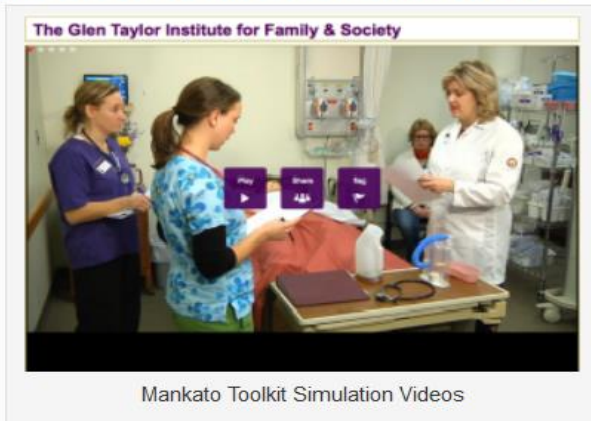 The Glen Taylor Institute for Family & Society
Play
Share
Tag
Mankato Toolkit Simulation Videos